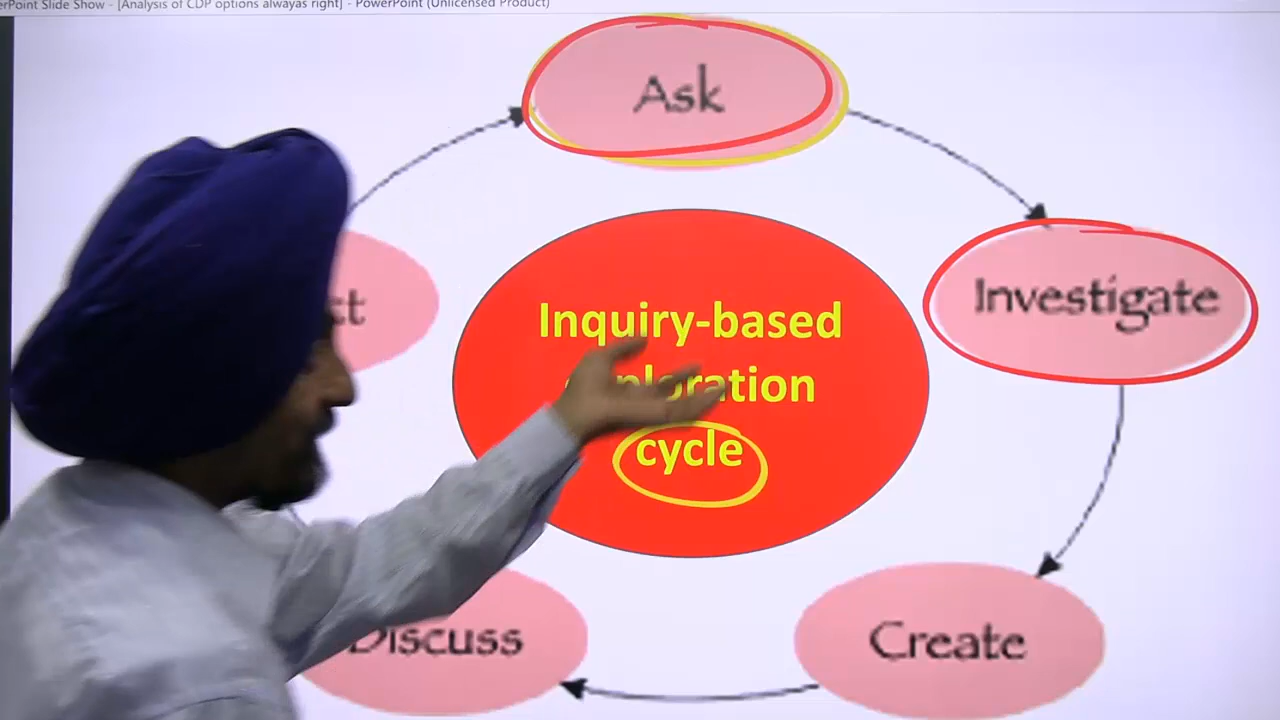 PowerPoint Slide Show - [Analysis of CDP options alwayas right] - PowerPoint (Unlicensed Product)
Ask
Investigate
Inquiry-based
exploration
cycle
Discuss
Create